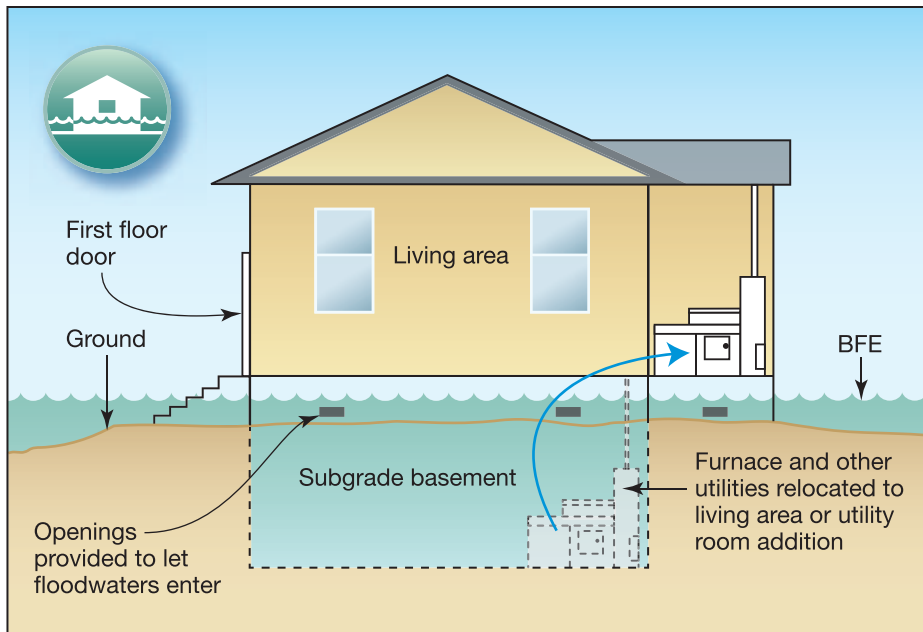 First floor
door
Living area
Ground
BFE
Subgrade basement
Furnace and other
utilities relocated to
living area or utility
room addition
Openings
provided to let
floodwaters enter